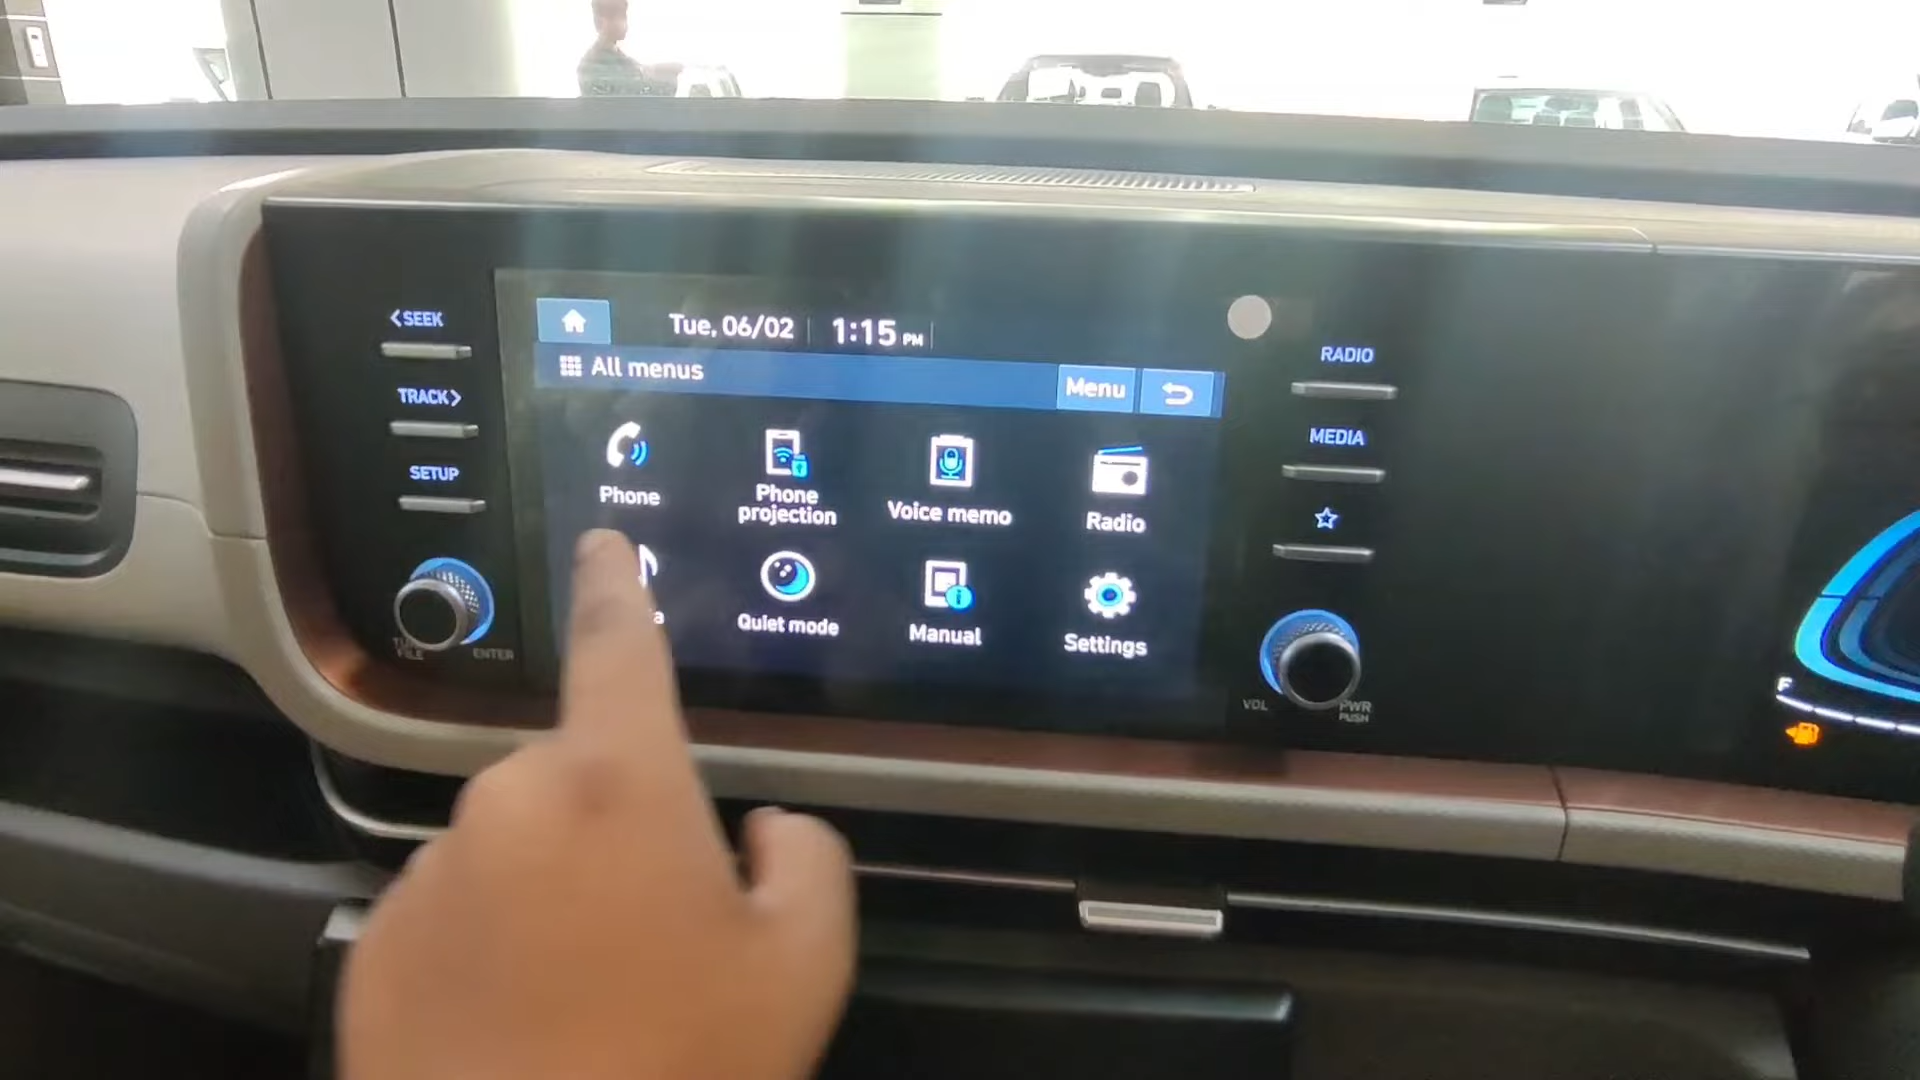 <SEEK
TRACK>
SETUP
ENTER
Tue, 06/02
1:15 PM
All menus
Menu
Phone
Phone
projection
Voice memo
Radio
Quiet mode
Manual
Settings
RADIO
MEDIA
VOL
PWR
PUSH
F